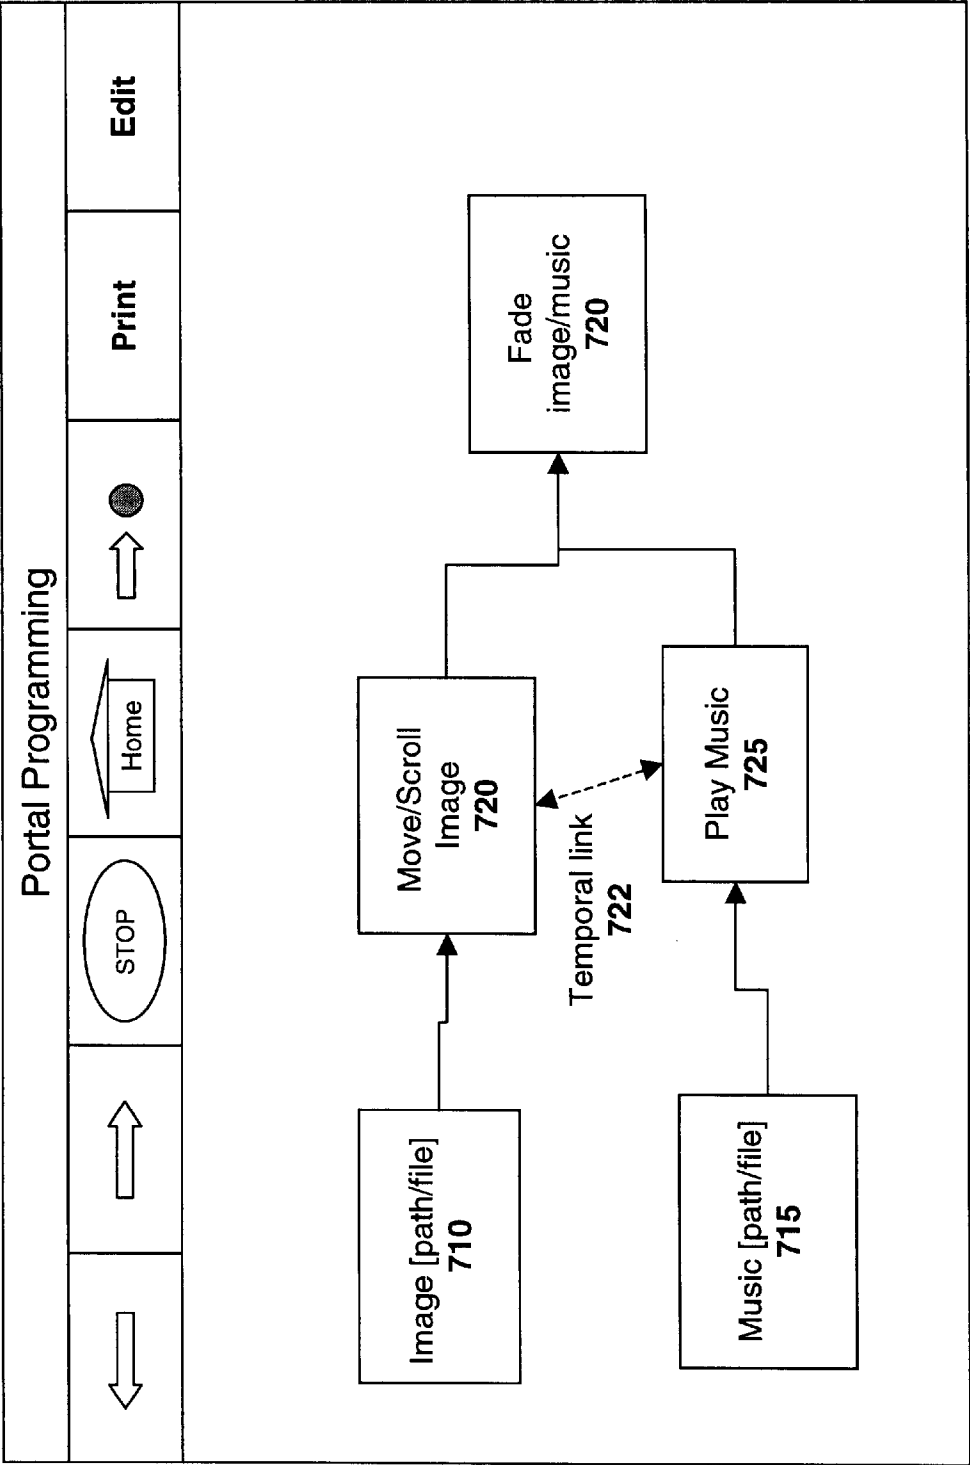 Portal Programming
STOP
Home
Print
Edit
Image [path/file]
710
Move/Scroll
Image
720
Temporal link
722
Music [path/file]
715
Play Music
725
Fade
image/music
720